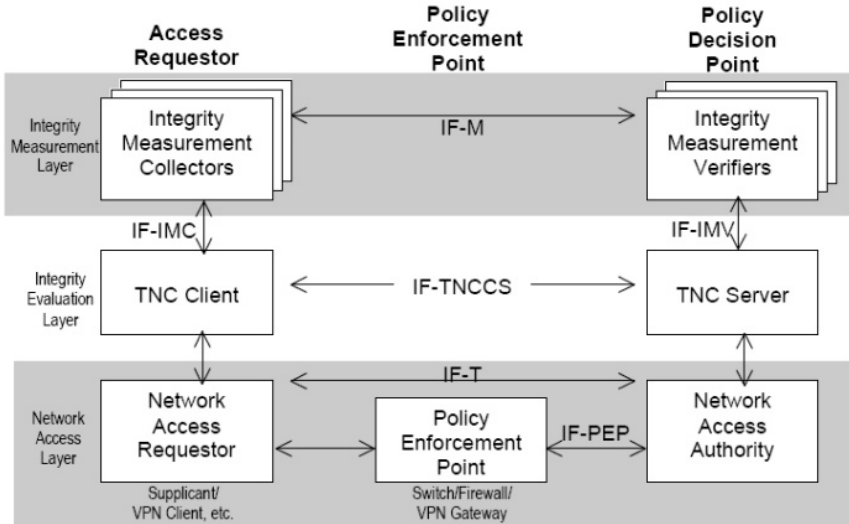 Access
Requestor
Policy
Enforcement
Point
Policy
Decision
Point
Integrity
Measurement
Layer
Integrity
Measurement
Collectors
IF-M
Integrity
Measurement
Verifiers
IF-IMC
IF-IMV
Integrity
Evaluation
Layer
TNC Client
IF-TNCCS
TNC Server
Network
Access
Layer
Network
Access
Requestor
IF-T
Policy
Enforcement
Point
IF-PEP
Network
Access
Authority
Supplicant/
VPN Client, etc.
Switch/Firewall/
VPN Gateway